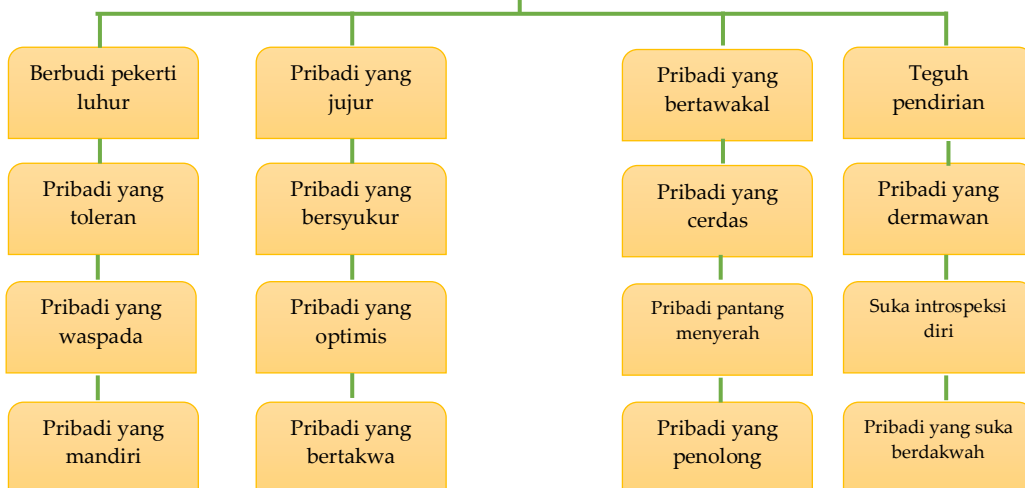 Berbudi pekerti
luhur
Pribadi yang
jujur
Pribadi yang
bertawakal
Teguh
pendirian
Pribadi yang
toleran
Pribadi yang
bersyukur
Pribadi yang
cerdas
Pribadi yang
dermawan
Pribadi yang
waspada
Pribadi yang
optimis
Pribadi pantang
menyerah
Suka introspeksi
diri
Pribadi yang
mandiri
Pribadi yang
bertakwa
Pribadi yang
penolong
Pribadi yang suka
berdakwah